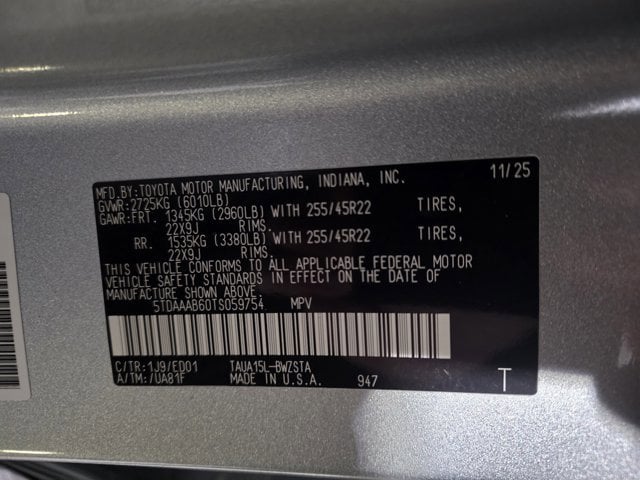 MFD.BY:TOYOTA MOTOR MANUFACTURING, INDIANA, INC. 11/25
GVWR:2725KG (6010LB)
GAWR:FRT. 1345KG (2960LB) WITH 255/45R22 TIRES,
22X9J RIMS.
RR. 1535KG (3380LB) WITH 255/45R22 TIRES,
22X9J RIMS.
THIS VEHICLE CONFORMS TO ALL APPLICABLE FEDERAL MOTOR
VEHICLE SAFETY STANDARDS IN EFFECT ON THE DATE OF
MANUFACTURE SHOWN ABOVE.
5TDAAAB60TS059754 MPV
C/TR:1J9/ED01 TAUA15L-BWZSTA
A/TM:/UA81F MADE IN U.S.A. 947 T